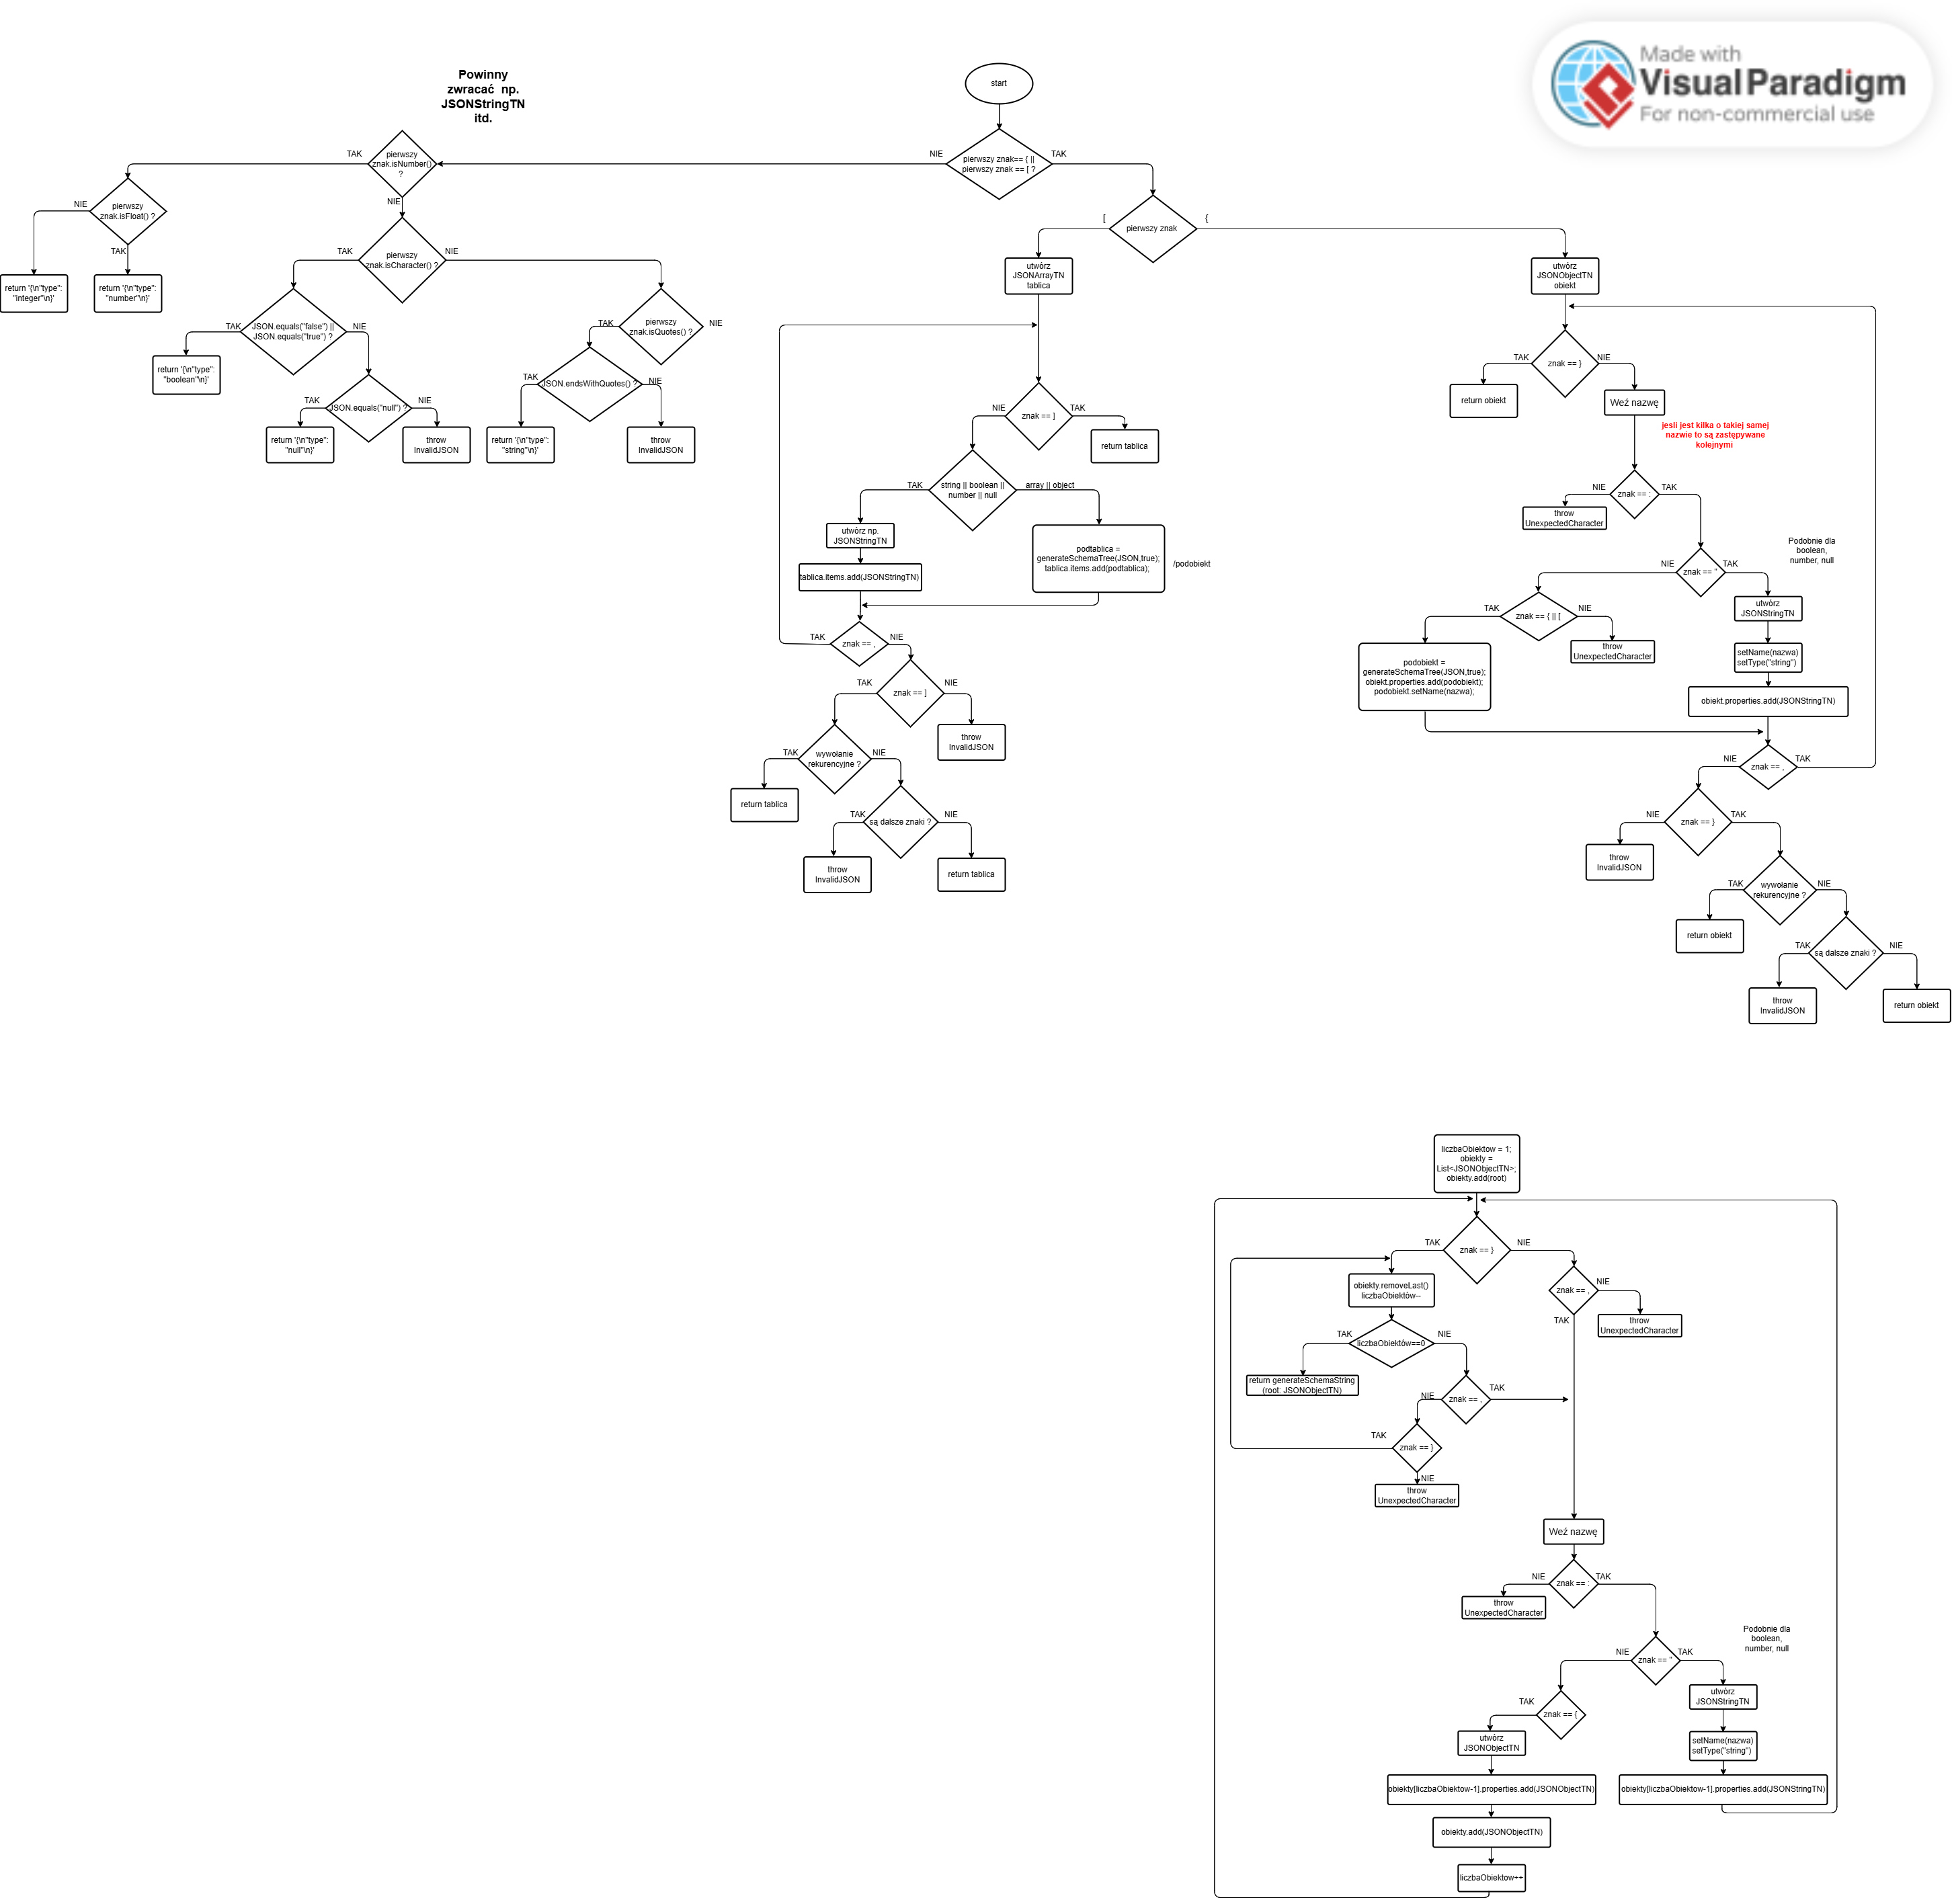 Made with
Visual Paradigm
For non-commercial use
Powinny
zwracać np.
JSONStringTN
itd.
start
pierwszy znak== { ||
pierwszy znak == [ ?
NIE
TAK
pierwszy
znak.isNumber()
?
TAK
NIE
pierwszy
znak.isFloat() ?
NIE
TAK
return '{\n"type":
"integer"\n}'
return '{\n"type":
"number"\n}'
pierwszy
znak.isCharacter() ?
TAK
NIE
JSON.equals("false") ||
JSON.equals("true") ?
TAK
NIE
return '{\n"type":
"boolean"\n}'
JSON.equals("null") ?
TAK
NIE
return '{\n"type":
"null"\n}'
throw
InvalidJSON
pierwszy
znak.isQuotes() ?
TAK
NIE
JSON.endsWithQuotes() ?
TAK
NIE
return '{\n"type":
"string"\n}'
throw
InvalidJSON
pierwszy znak
[
{
utwórz
JSONArrayTN
tablica
znak == ]
NIE
TAK
return tablica
string || boolean ||
number || null
TAK
array || object
utwórz np.
JSONStringTN
tablica.items.add(JSONStringTN)
podtablica =
generateSchemaTree(JSON,true);
tablica.items.add(podtablica);
/podobiekt
znak == ,
TAK
NIE
znak == ]
TAK
NIE
throw
InvalidJSON
wywołanie
rekurencyjne ?
TAK
NIE
return tablica
są dalsze znaki ?
TAK
NIE
throw
InvalidJSON
return tablica
utwórz
JSONObjectTN
obiekt
znak == }
TAK
NIE
return obiekt
Weź nazwę
jesli jest kilka o takiej samej
nazwie to są zastępywane
kolejnymi
znak == :
NIE
TAK
throw
UnexpectedCharacter
Podobnie dla
boolean,
number, null
znak == "
NIE
TAK
utwórz
JSONStringTN
setName(nazwa)
setType("string")
obiekt.properties.add(JSONStringTN)
znak == { || [
TAK
NIE
throw
UnexpectedCharacter
podobiekt =
generateSchemaTree(JSON,true);
obiekt.properties.add(podobiekt);
podobiekt.setName(nazwa);
znak == ,
NIE
TAK
znak == }
NIE
TAK
throw
InvalidJSON
wywołanie
rekurencyjne ?
TAK
NIE
return obiekt
są dalsze znaki ?
TAK
NIE
throw
InvalidJSON
return obiekt
liczbaObiektow = 1;
obiekty =
List<JSONObjectTN>;
obiekty.add(root)
znak == }
TAK
NIE
obiekty.removeLast()
liczbaObiektów--
znak == ,
NIE
TAK
throw
UnexpectedCharacter
liczbaObiektów==0
TAK
NIE
return generateSchemaString
(root: JSONObjectTN)
znak == ,
NIE
TAK
znak == }
TAK
NIE
throw
UnexpectedCharacter
Weź nazwę
znak == :
NIE
TAK
throw
UnexpectedCharacter
Podobnie dla
boolean,
number, null
znak == "
NIE
TAK
utwórz
JSONStringTN
znak == {
TAK
utwórz
JSONObjectTN
setName(nazwa)
setType("string")
obiekty[liczbaObiektow-1].properties.add(JSONObjectTN)
obiekty[liczbaObiektow-1].properties.add(JSONStringTN)
obiekty.add(JSONObjectTN)
liczbaObiektow++